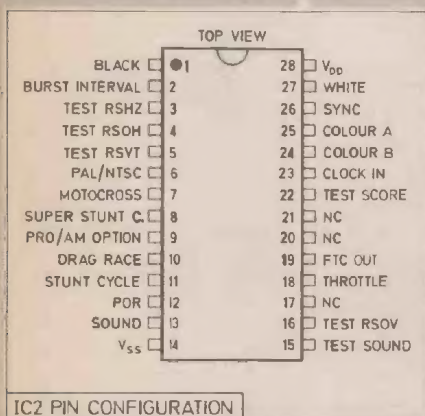 TOP VIEW
BLACK 1 28 VDD
BURST INTERVAL 2 27 WHITE
TEST RSHZ 3 26 SYNC
TEST RSOH 4 25 COLOUR A
TEST RSVT 5 24 COLOUR B
PAL/NTSC 6 23 CLOCK IN
MOTOCROSS 7 22 TEST SCORE
SUPER STUNT C. 8 21 NC
PRO/AM OPTION 9 20 NC
DRAG RACE 10 19 FTC OUT
STUNT CYCLE 11 18 THROTTLE
POR 12 17 NC
SOUND 13 16 TEST RSOV
VSS 14 15 TEST SOUND
IC2 PIN CONFIGURATION